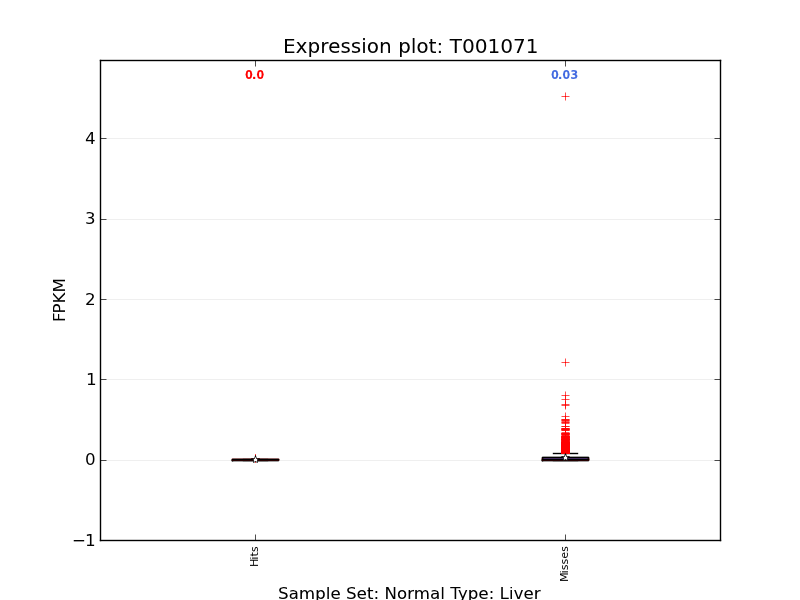 Expression plot: T001071
0.0 0.03
4
3
2
1
0
−1
FPKM
Hits
Misses
Sample Set: Normal Type: Liver